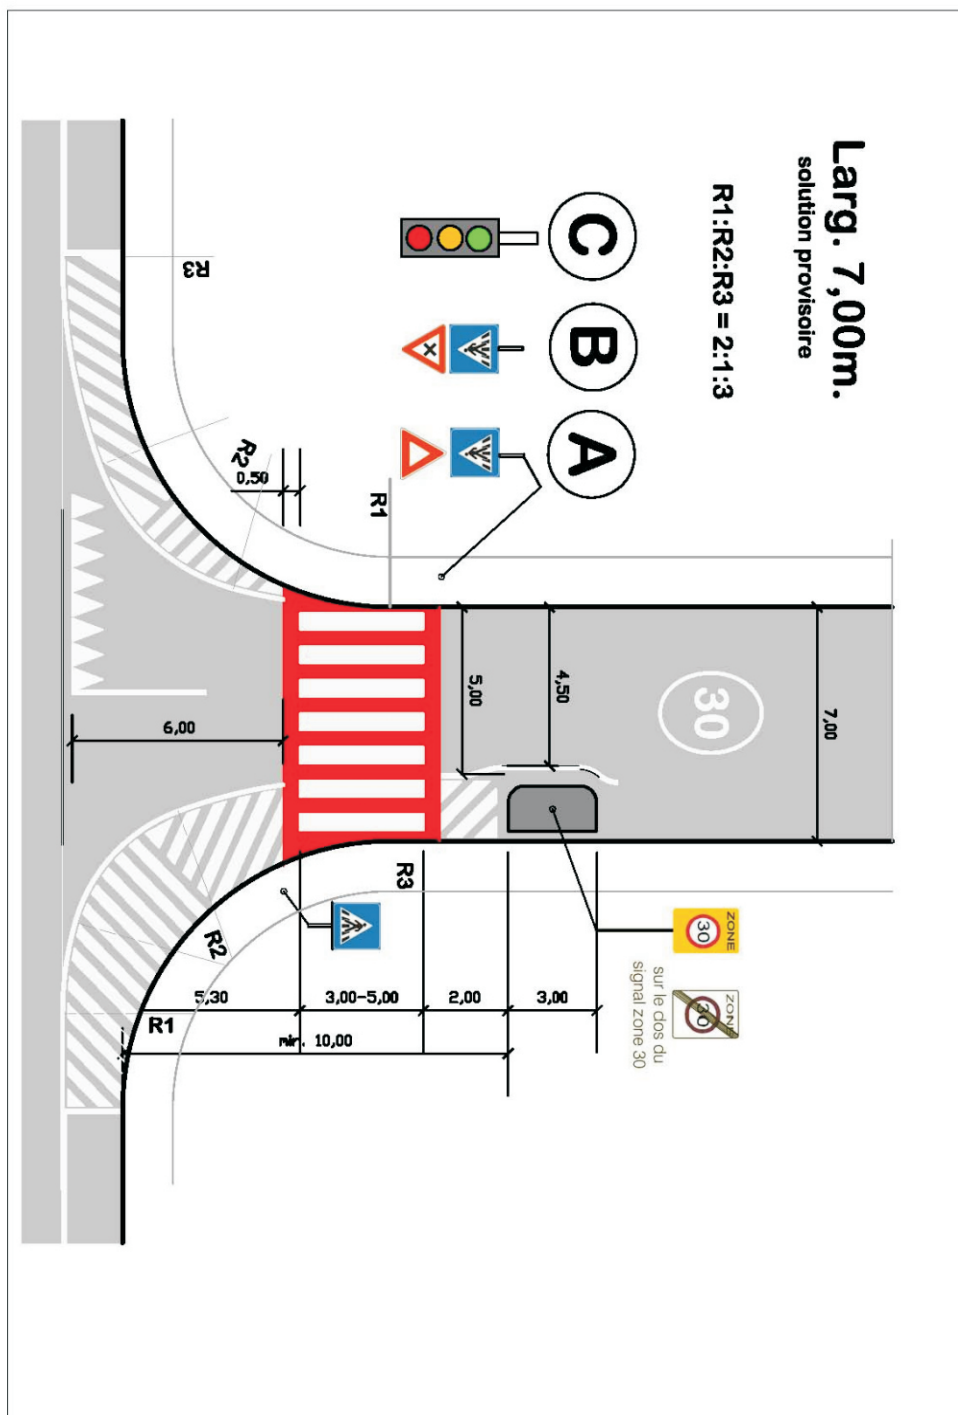 Larg. 7,00m.
solution provisoire
R1:R2:R3 = 2:1:3
C
B
A
R3
R2
0,50
R1
30
7,00
4,50
5,00
6,00
R3
R2
R1
5,30
3,00-5,00
2,00
3,00
min. 10,00
ZONE
30
ZONE
30
sur le dos du
signal zone 30